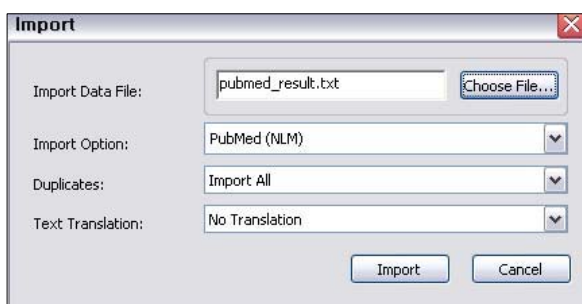 Import
Import Data File: pubmed_result.txt Choose File...
Import Option: PubMed (NLM)
Duplicates: Import All
Text Translation: No Translation
Import Cancel